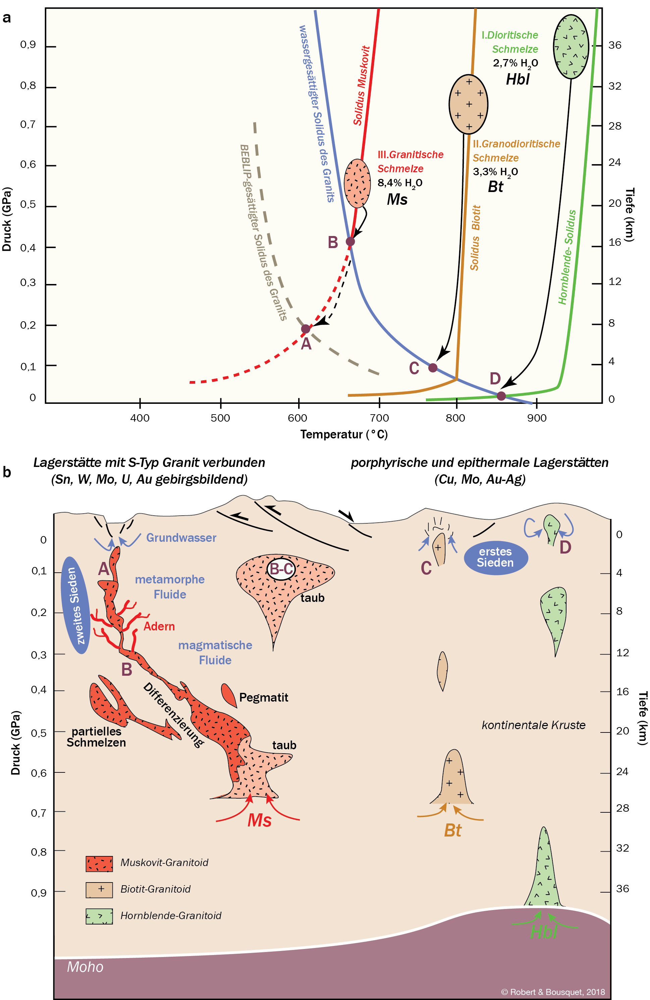 a
0,9
0,8
0,7
0,6
0,5
0,4
0,3
0,2
0,1
0
Druck (GPa)
36
32
28
24
20
16
12
8
4
0
Tiefe (km)
400
500
600
700
800
900
Temperatur (°C)
BEBLIP-gesättigter Solidus des Granits
wassergesättigter Solidus des Granits
Solidus Muskovit
Solidus Biotit
Hornblende- Solidus
I.Dioritische
Schmelze
2,7% H₂O
Hbl
II.Granodioritische
Schmelze
3,3% H₂O
Bt
III.Granitische
Schmelze
8,4% H₂O
Ms
B
A
C
D
b
Lagerstätte mit S-Typ Granit verbunden
(Sn, W, Mo, U, Au gebirgsbildend)
porphyrische und epithermale Lagerstätten
(Cu, Mo, Au-Ag)
0
0,1
0,2
0,3
0,4
0,5
0,6
0,7
0,8
0,9
Druck (GPa)
0
4
8
12
16
20
24
28
32
36
Tiefe (km)
Grundwasser
A
zweites Sieden
metamorphe
Fluide
Adern
magmatische
Fluide
B
B-C
taub
C
erstes
Sieden
D
Differenzierung
Pegmatit
partielles
Schmelzen
taub
kontinentale Kruste
Ms
Bt
Hbl
Muskovit-Granitoid
Biotit-Granitoid
Hornblende-Granitoid
Moho
© Robert & Bousquet, 2018